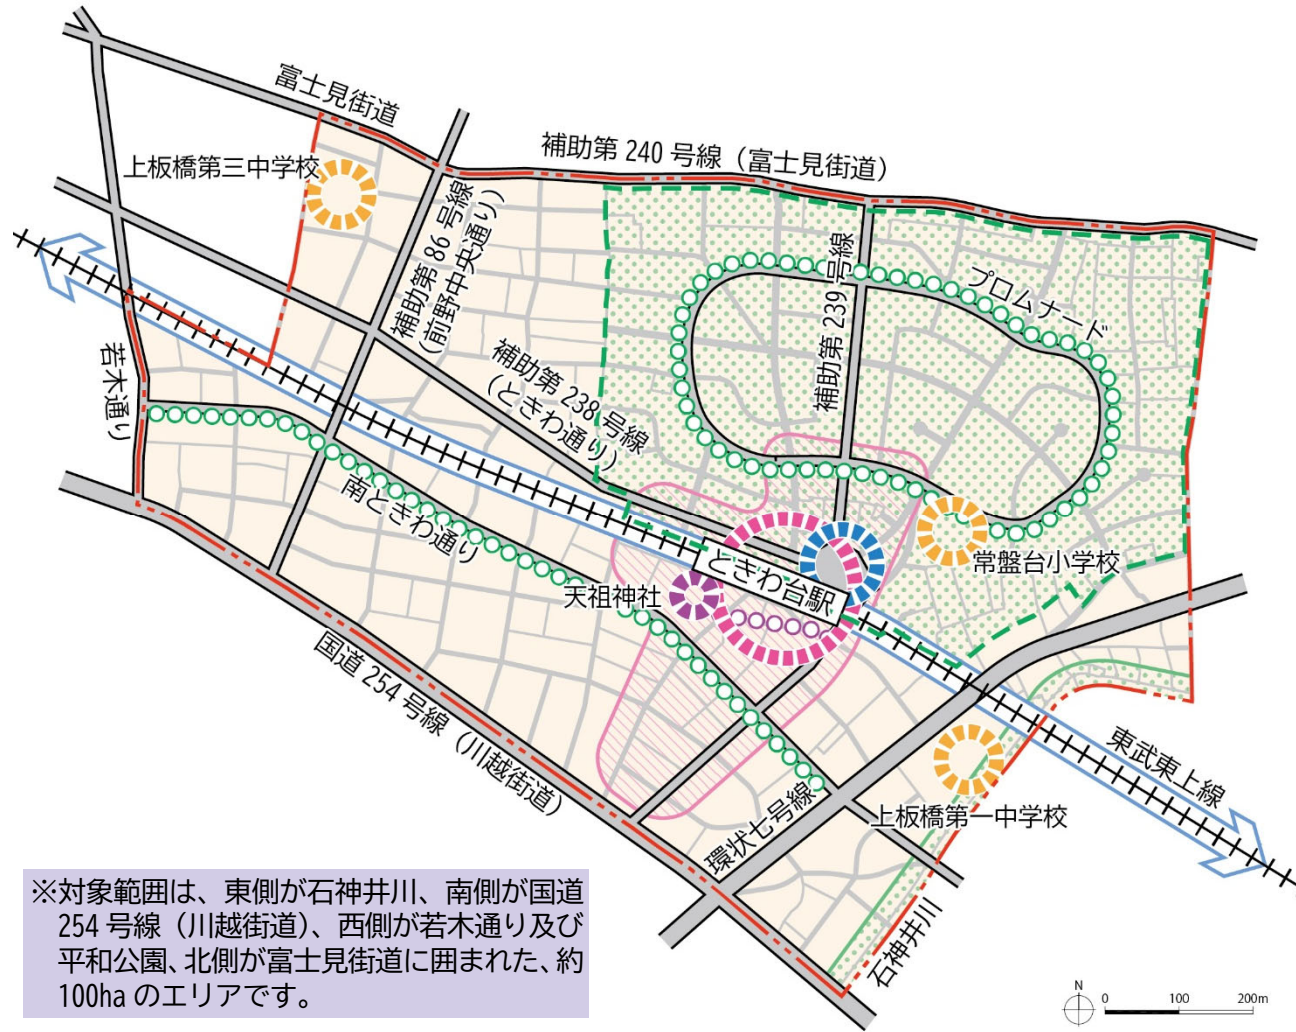 富士見街道
上板橋第三中学校
補助第 240 号線（富士見街道）
補助第 86 号線
（前野中央通り）
補助第 239 号線
プロムナード
若木通り
補助第 238 号線
（ときわ通り）
南ときわ通り
ときわ台駅
常盤台小学校
天祖神社
国道 254 号線（川越街道）
東武東上線
環状七号線
上板橋第一中学校
石神井川
※対象範囲は、東側が石神井川、南側が国道
254 号線（川越街道）、西側が若木通り及び
平和公園、北側が富士見街道に囲まれた、約
100ha のエリアです。
N
0 100 200m